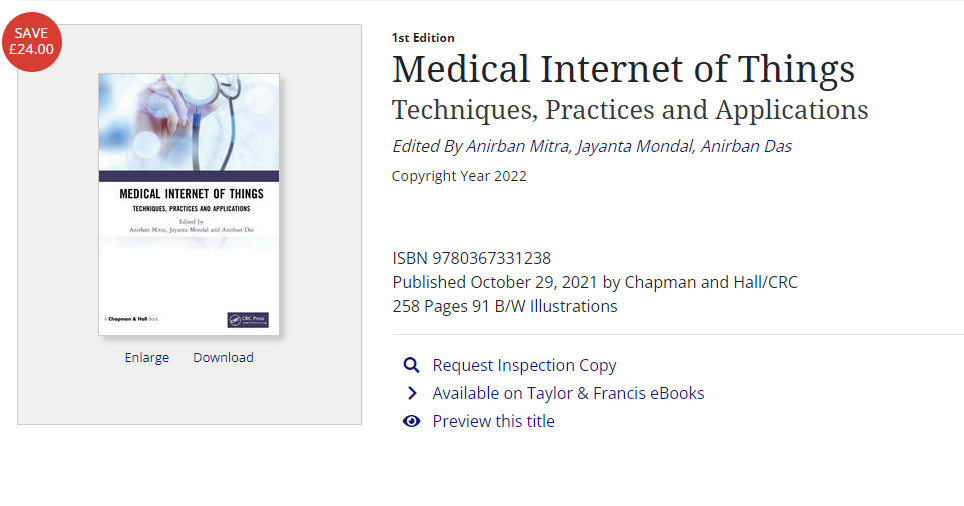 SAVE
£24.00
MEDICAL INTERNET OF THINGS
TECHNIQUES, PRACTICES AND APPLICATIONS
Edited by
Anirban Mitra, Jayanta Mondal and Anirban Das
A Chapman & Hall Book
CRC Press
Enlarge Download
1st Edition
Medical Internet of Things
Techniques, Practices and Applications
Edited By Anirban Mitra, Jayanta Mondal, Anirban Das
Copyright Year 2022
ISBN 9780367331238
Published October 29, 2021 by Chapman and Hall/CRC
258 Pages 91 B/W Illustrations
Request Inspection Copy
Available on Taylor & Francis eBooks
Preview this title